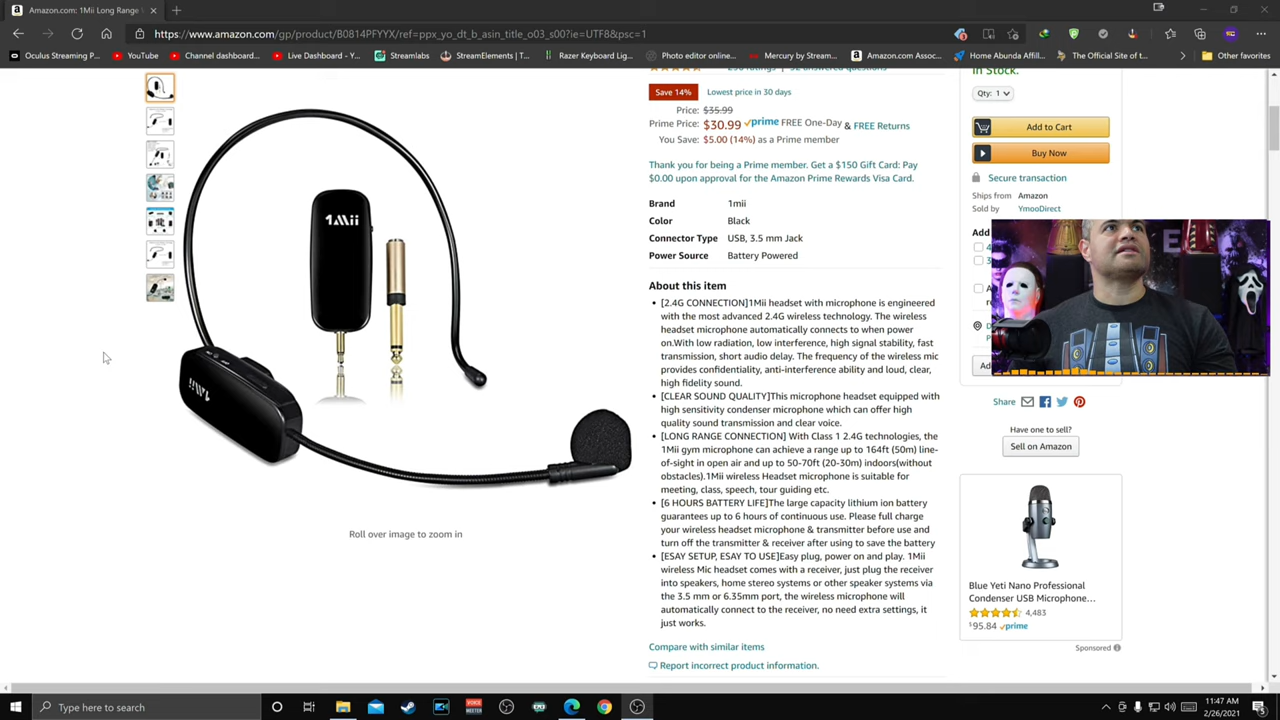 Amazon.com: 1Mii Long Range
https://www.amazon.com/gp/product/B0814PFYYX/ref=ppx_yo_dt_b_asin_title_o03_s00?ie=UTF8&psc=1
Oculus Streaming P...
YouTube
Channel dashboard...
Live Dashboard - Y...
Streamlabs
StreamElements | T...
Razer Keyboard Lig...
Photo editor online...
Mercury by Stream...
Amazon.com Assoc...
Home Abunda Affill...
The Official Site of t...
Other favorites
Save 14%
Lowest price in 30 days
Price: $35.99
Prime Price: $30.99 prime FREE One-Day & FREE Returns
You Save: $5.00 (14%) as a Prime member
Thank you for being a Prime member. Get a $150 Gift Card: Pay
$0.00 upon approval for the Amazon Prime Rewards Visa Card.
Brand 1mii
Color Black
Connector Type USB, 3.5 mm Jack
Power Source Battery Powered
About this item
[2.4G CONNECTION]1Mii headset with microphone is engineered
with the most advanced 2.4G wireless technology. The wireless
headset microphone automatically connects to when power
on.With low radiation, low interference, high signal stability, fast
transmission, short audio delay. The frequency of the wireless mic
provides confidentiality, anti-interference ability and loud, clear,
high fidelity sound.
[CLEAR SOUND QUALITY]This microphone headset equipped with
high sensitivity condenser microphone which can offer high
quality sound transmission and clear voice.
[LONG RANGE CONNECTION] With Class 1 2.4G technologies, the
1Mii gym microphone can achieve a range up to 164ft (50m) line-
of-sight in open air and up to 50-70ft (20-30m) indoors(without
obstacles).1Mii wireless Headset microphone is suitable for
meeting, class, speech, tour guiding etc.
[6 HOURS BATTERY LIFE]The large capacity lithium ion battery
guarantees up to 6 hours of continuous use. Please full charge
your wireless headset microphone & transmitter before use and
turn off the transmitter & receiver after using to save the battery
[ESAY SETUP, ESAY TO USE]Easy plug, power on and play. 1Mii
wireless Mic headset comes with a receiver, just plug the receiver
into speakers, home stereo systems or other speaker systems via
the 3.5 mm or 6.35mm port, the wireless microphone will
automatically connect to the receiver, no need extra settings, it
just works.
Compare with similar items
Report incorrect product information.
1Mii
1Mii
Roll over image to zoom in
In Stock.
Qty: 1
Add to Cart
Buy Now
Secure transaction
Ships from Amazon
Sold by YmooDirect
Add
Share
Have one to sell?
Sell on Amazon
Blue Yeti Nano Professional
Condenser USB Microphone...
4,483
$95.84 prime
Sponsored
Type here to search
11:47 AM
2/26/2021